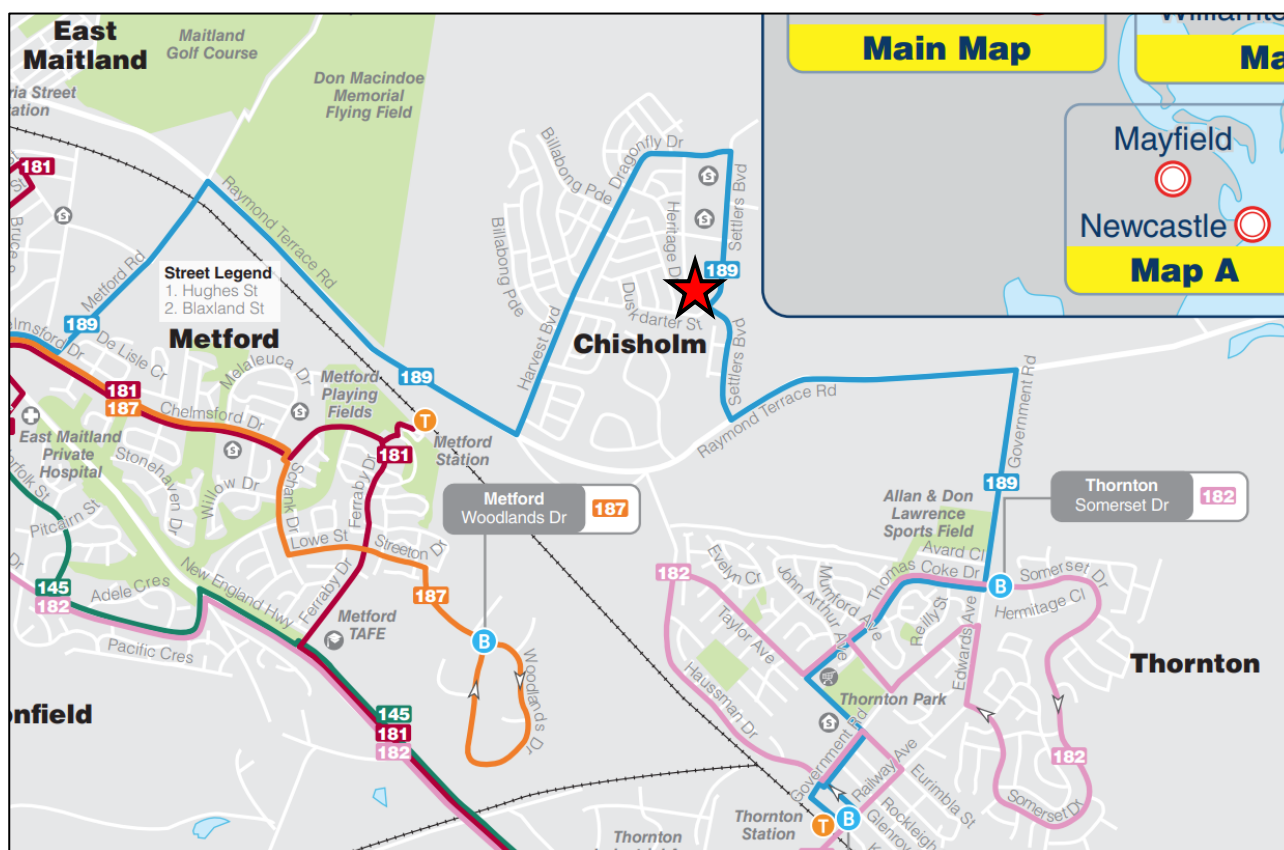 East
Maitland
Maitland
Golf Course
Don Macindoe
Memorial
Flying Field
Main Map
Mayfield
Newcastle
Map A
181
Raymond Terrace Rd
Metford Rd
Street Legend
1. Hughes St
2. Blaxland St
189
Metford
De Lisle Cr
Melaleuca Dr
Metford
Playing
Fields
189
Metford
Station
T
181
187
Chelmsford Dr
East Maitland
Private
Hospital
Stonehaven Dr
Willow Dr
Pitcairn St
Schank Dr
Ferraby Dr
181
Lowe St
Streeton Dr
Ferraby Dr
New England Hwy
Metford
TAFE
145
182
Adele Cres
Pacific Cres
187
Metford
Woodlands Dr
187
B
Woodlands Dr
145
181
182
Billabong Pde
Dragonfly Dr
Billabong Pde
Heritage D
Settlers Bvd
189
Duskdarter St
Chisholm
Harvest Bvd
Settlers Bvd
Raymond Terrace Rd
Government Rd
189
Thornton
Somerset Dr
182
Allan & Don
Lawrence
Sports Field
Avard Cl
Thomas Coke Dr
B
Somerset Dr
Hermitage Cl
182
Evelyn Cr
John Arthur Ave
Mumford Ave
Reilly St
Edwards Ave
Taylor Ave
Haussman Dr
Thornton Park
Thornton
182
Somerset Dr
Government Rd
Railway Ave
Eurimbla St
Rockleigh
Glenroy
Thornton
Station
T
B
Thornton